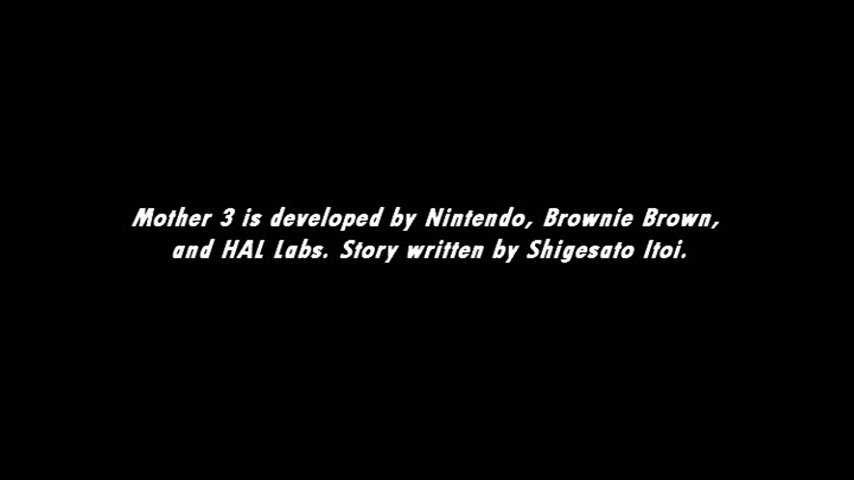 Mother 3 is developed by Nintendo, Brownie Brown,
and HAL Labs. Story written by Shigesato Itoi.